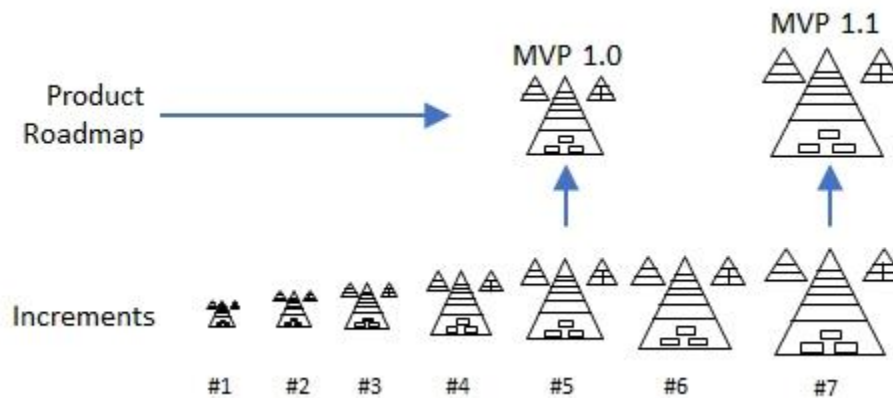 MVP 1.1
MVP 1.0
Product
Roadmap
Increments
#1 #2 #3 #4 #5 #6 #7